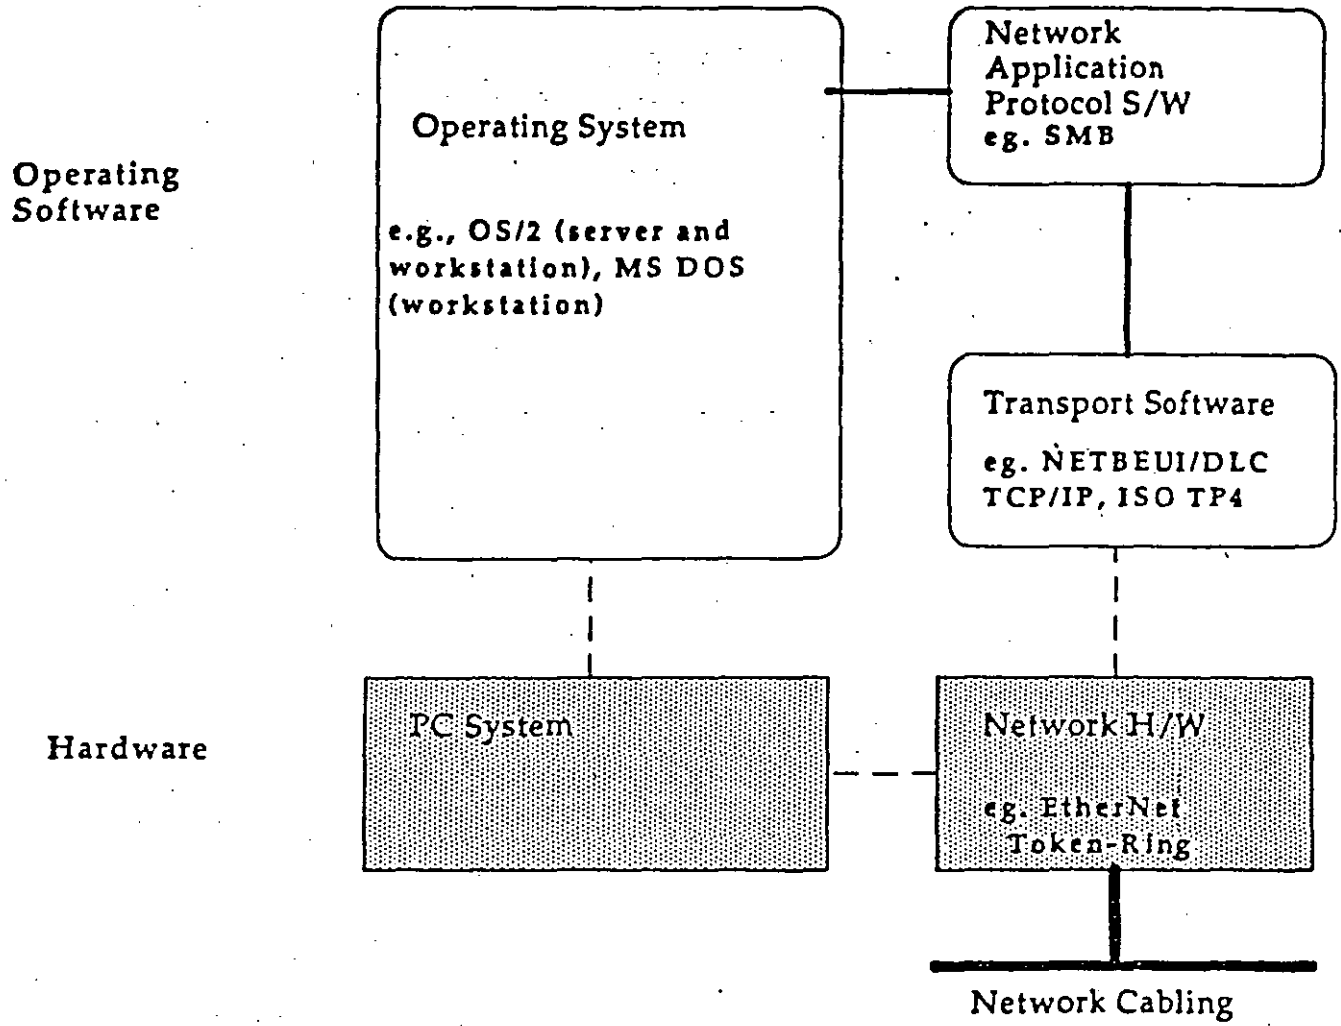 Network
Application
Protocol S/W
eg. SMB
Operating System
Operating
Software
e.g., OS/2 (server and
workstation), MS DOS
(workstation)
Transport Software
eg. NETBEUI/DLC
TCP/IP, ISO TP4
Hardware
PC System
Network H/W
eg. EtherNet
Token-Ring
Network Cabling